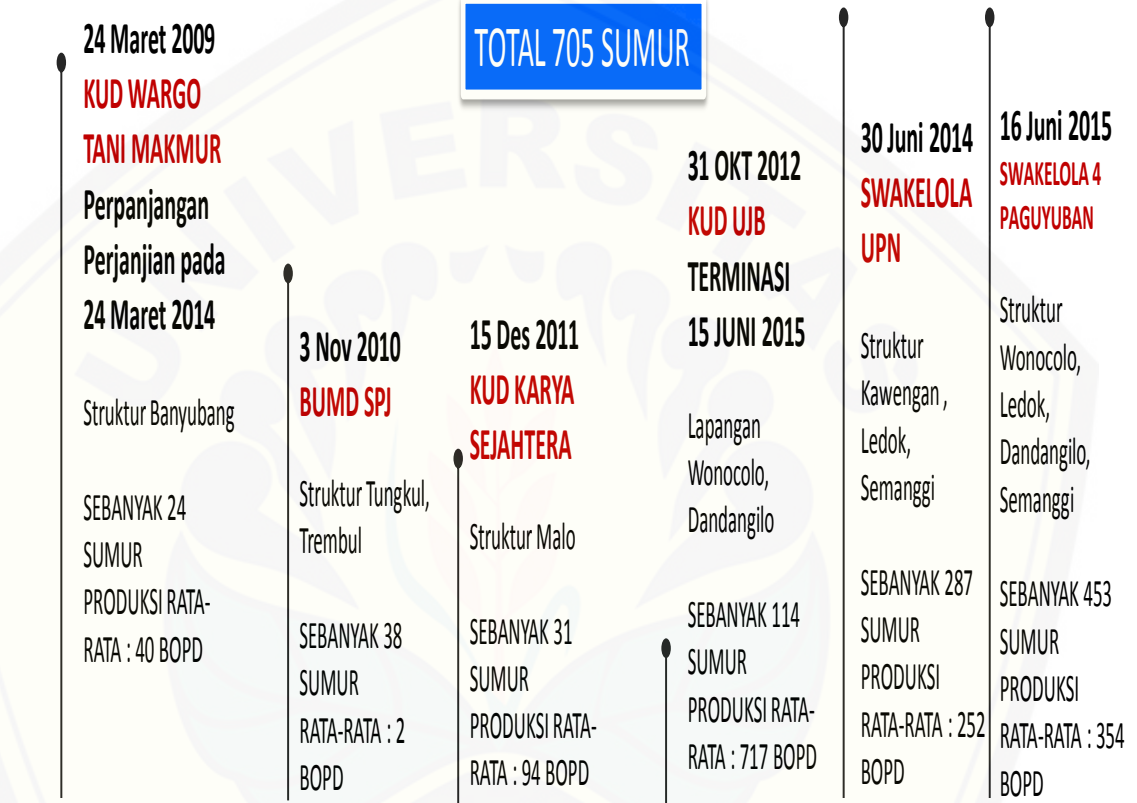 TOTAL 705 SUMUR
24 Maret 2009
KUD WARGO
TANI MAKMUR
Perpanjangan
Perjanjian pada
24 Maret 2014
Struktur Banyubang
SEBANYAK 24
SUMUR
PRODUKSI RATA-
RATA : 40 BOPD
3 Nov 2010
BUMD SPJ
Struktur Tungkul,
Trembul
SEBANYAK 38
SUMUR
RATA-RATA : 2
BOPD
15 Des 2011
KUD KARYA
SEJAHTERA
Struktur Malo
SEBANYAK 31
SUMUR
PRODUKSI RATA-
RATA : 94 BOPD
31 OKT 2012
KUD UJB
TERMINASI
15 JUNI 2015
Lapangan
Wonocolo,
Dandangilo
SEBANYAK 114
SUMUR
PRODUKSI RATA-
RATA : 717 BOPD
30 Juni 2014
SWAKELOLA
UPN
Struktur
Kawengan ,
Ledok,
Semanggi
SEBANYAK 287
SUMUR
PRODUKSI
RATA-RATA : 252
BOPD
16 Juni 2015
SWAKELOLA 4
PAGUYUBAN
Struktur
Wonocolo,
Ledok,
Dandangilo,
Semanggi
SEBANYAK 453
SUMUR
PRODUKSI
RATA-RATA : 354
BOPD
UNIVERSITAS